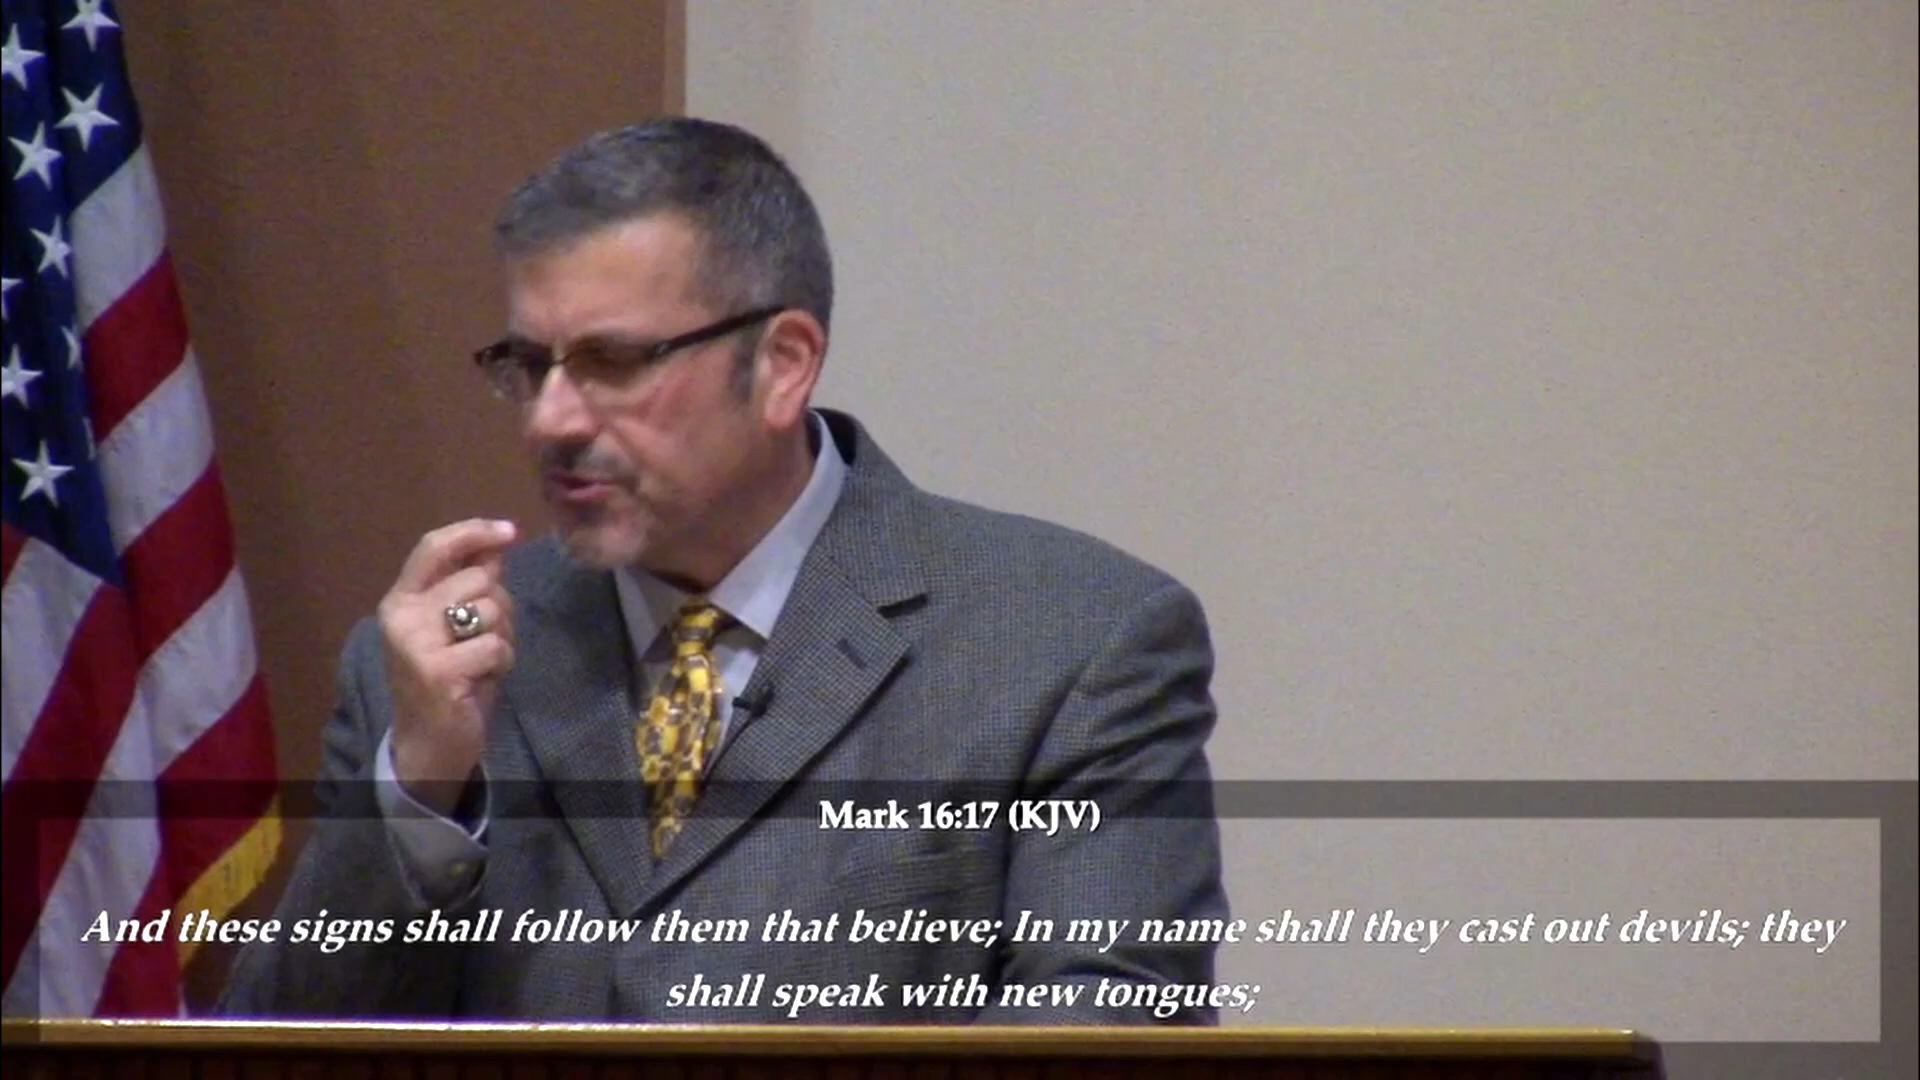 Mark 16:17 (KJV)
And these signs shall follow them that believe; In my name shall they cast out devils; they
shall speak with new tongues;